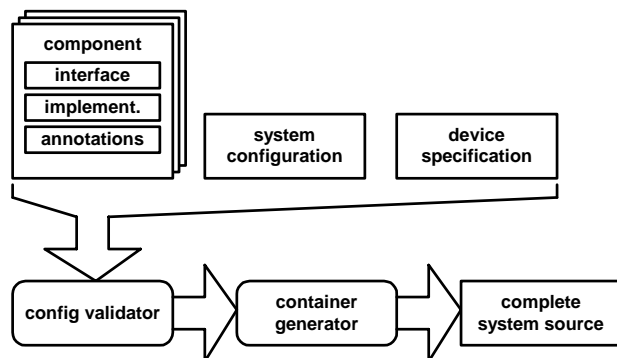 component
interface
implement.
annotations
system
configuration
device
specification
config validator
container
generator
complete
system source